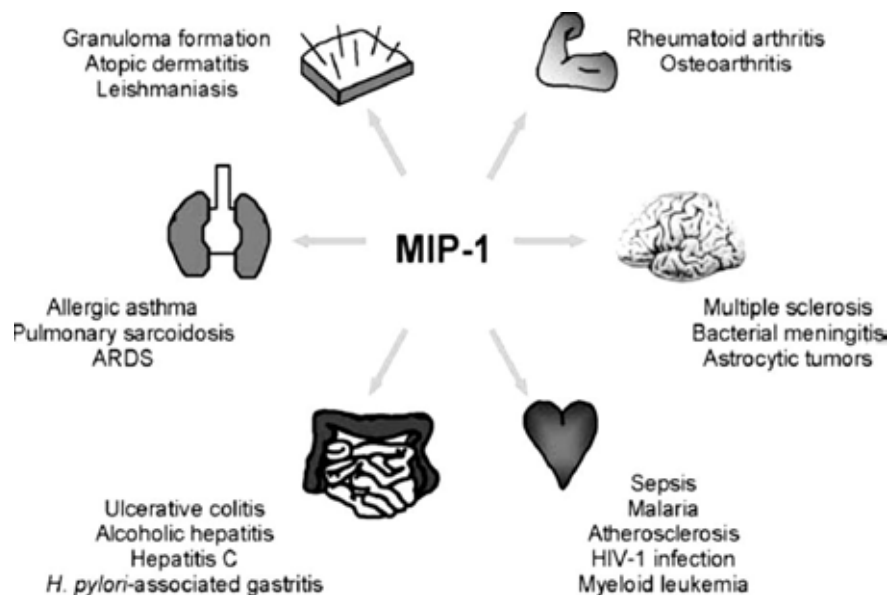 Granuloma formation
Atopic dermatitis
Leishmaniasis
Rheumatoid arthritis
Osteoarthritis
MIP-1
Allergic asthma
Pulmonary sarcoidosis
ARDS
Multiple sclerosis
Bacterial meningitis
Astrocytic tumors
Ulcerative colitis
Alcoholic hepatitis
Hepatitis C
H. pylori-associated gastritis
Sepsis
Malaria
Atherosclerosis
HIV-1 infection
Myeloid leukemia